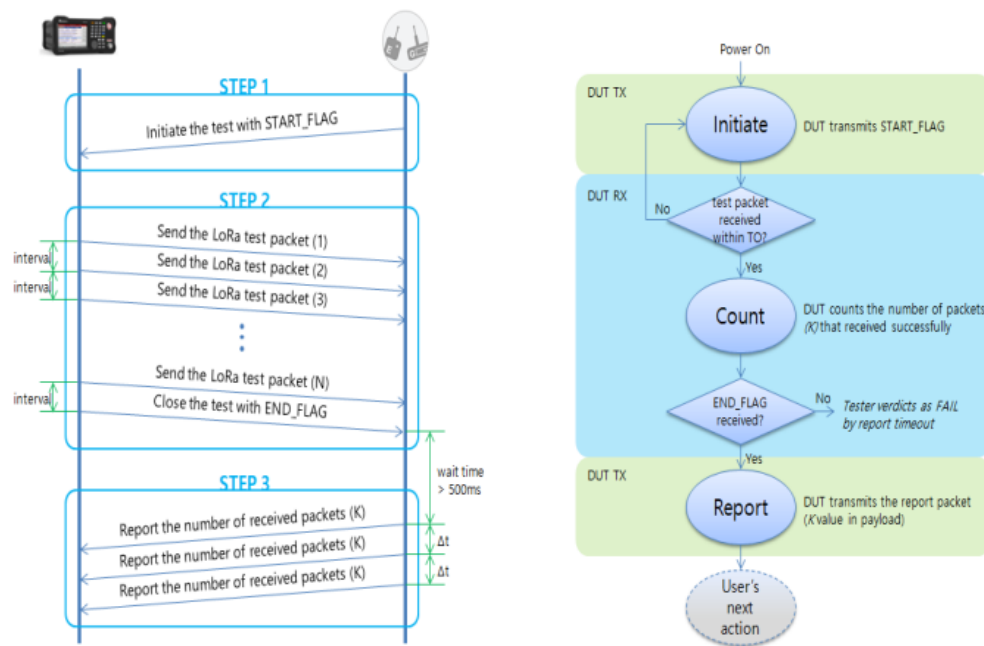 STEP 1
Initiate the test with START_FLAG
STEP 2
Send the LoRa test packet (1)
interval
Send the LoRa test packet (2)
interval
Send the LoRa test packet (3)
Send the LoRa test packet (N)
interval
Close the test with END_FLAG
wait time
> 500ms
STEP 3
Report the number of received packets (K)
Δt
Report the number of received packets (K)
Δt
Report the number of received packets (K)
Power On
DUT TX
Initiate
DUT transmits START_FLAG
DUT RX
No
test packet
received
within TO?
Yes
Count
DUT counts the number of packets
(K) that received successfully
END_FLAG
received?
No
Tester verdicts as FAIL
by report timeout
Yes
DUT TX
Report
DUT transmits the report packet
(K value in payload)
User's
next
action